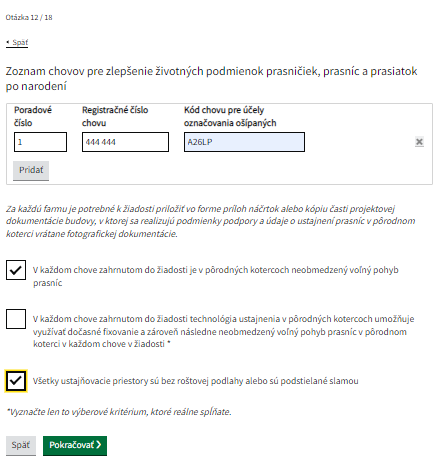 Otázka 12 / 18
Späť
Zoznam chovov pre zlepšenie životných podmienok prasničiek, prasníc a prasiatok
po narodení
Poradové číslo
Registračné číslo chovu
Kód chovu pre účely označovania ošípaných
1
444 444
A26LP
Pridať
Za každú farmu je potrebné k žiadosti priložiť vo forme príloh náčrtok alebo kópiu časti projektovej
dokumentácie budovy, v ktorej sa realizujú podmienky podpory a údaje o ustajnení prasníc v pôrodnom
koterci vrátane fotografickej dokumentácie.
V každom chove zahrnutom do žiadosti je v pôrodných kotercoch neobmedzený voľný pohyb
prasníc
V každom chove zahrnutom do žiadosti technológia ustajnenia v pôrodných kotercoch umožňuje
využívať dočasné fixovanie a zároveň následne neobmedzený voľný pohyb prasníc v pôrodnom
koterci v každom chove v žiadosti *
Všetky ustajňovacie priestory sú bez roštovej podlahy alebo sú podstielané slamou
*Vyznačte len to výberové kritérium, ktoré reálne spĺňate.
Späť
Pokračovať